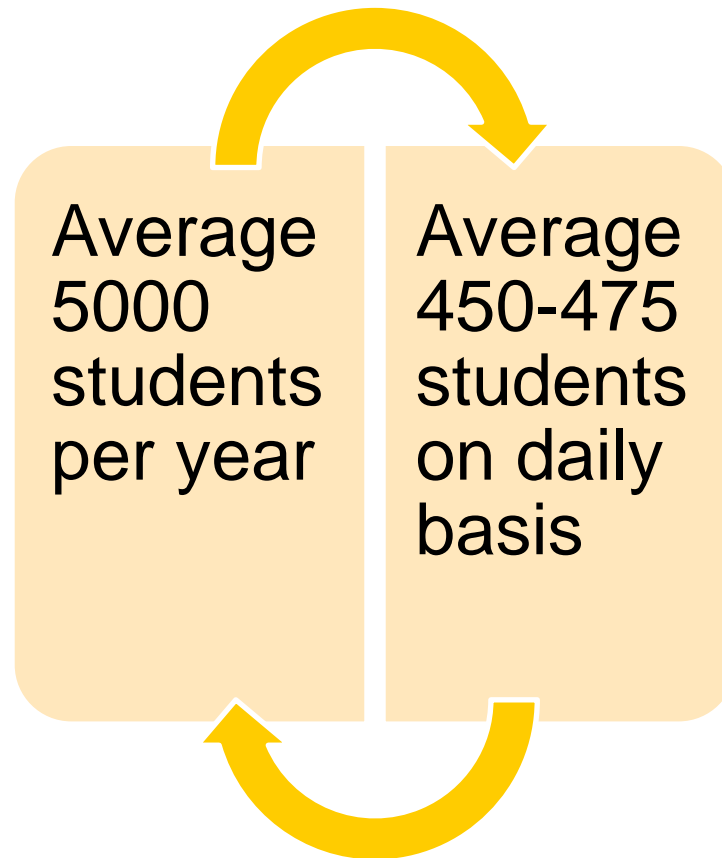 Average
5000
students
per year
Average
450-475
students
on daily
basis